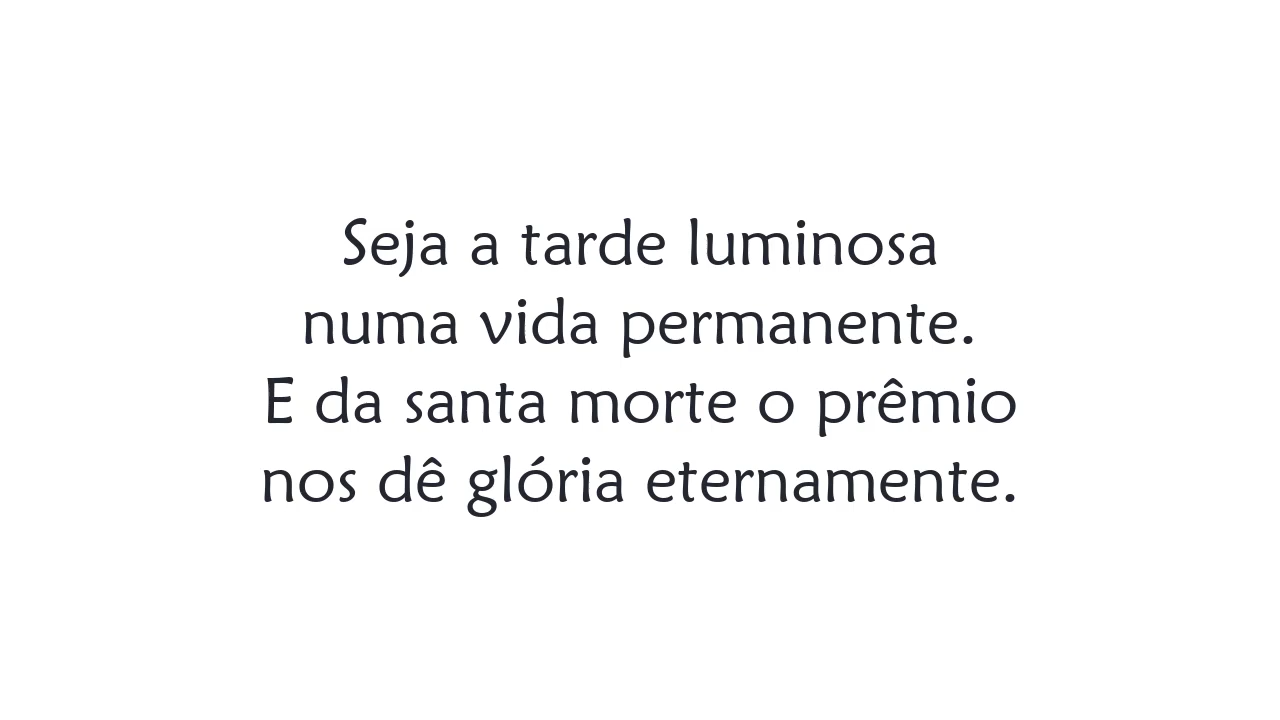 Seja a tarde luminosa
numa vida permanente.
E da santa morte o prêmio
nos dê glória eternamente.